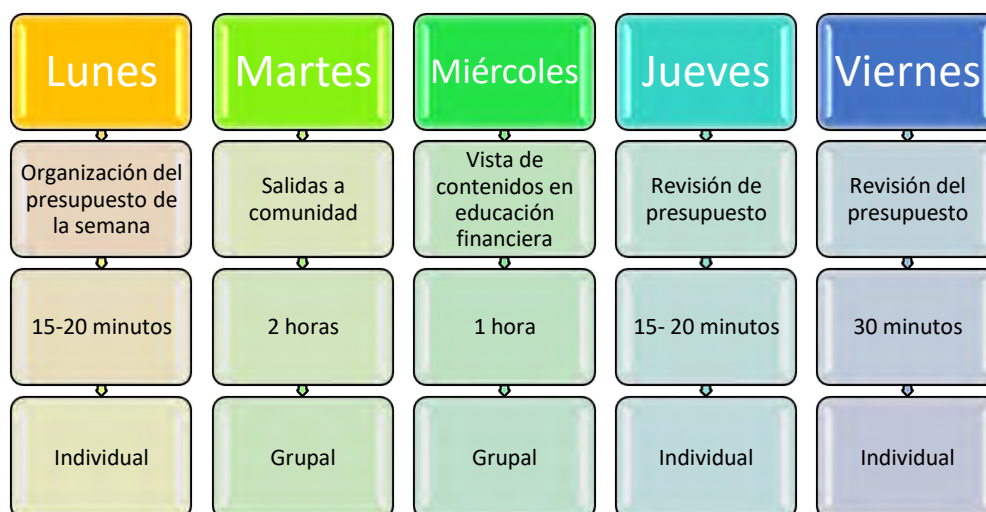 Lunes
Martes
Miércoles
Jueves
Viernes
Organización del
presupuesto de
la semana
Salidas a
comunidad
Vista de
contenidos en
educación
financiera
Revisión de
presupuesto
Revisión del
presupuesto
15-20 minutos
2 horas
1 hora
15- 20 minutos
30 minutos
Individual
Grupal
Grupal
Individual
Individual